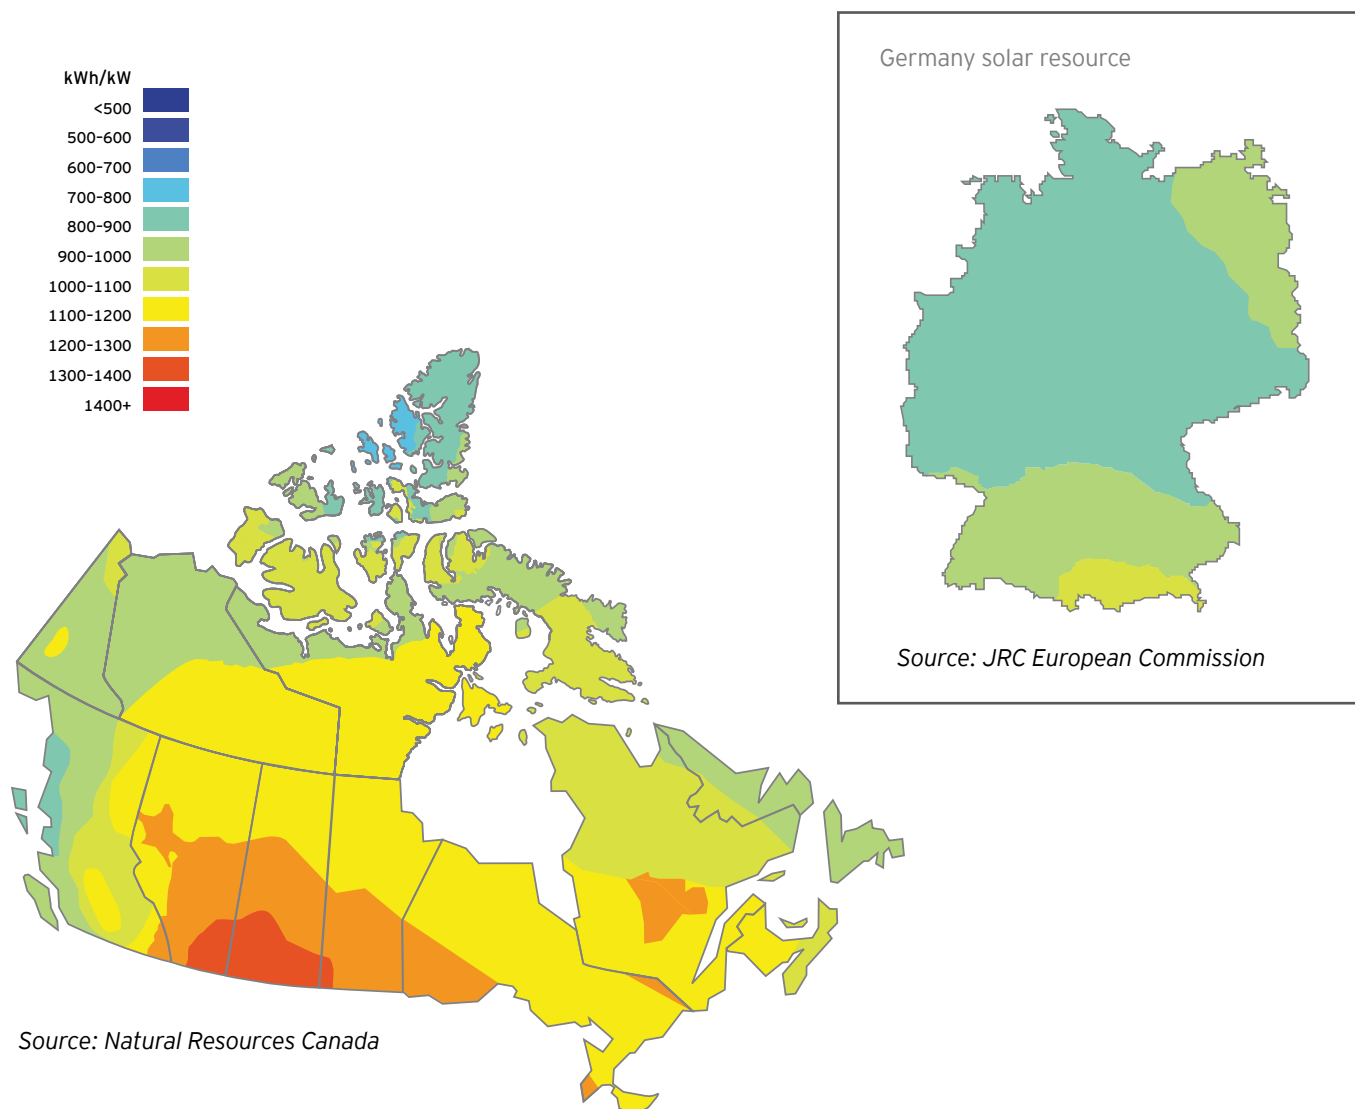 kWh/kW
<500
500-600
600-700
700-800
800-900
900-1000
1000-1100
1100-1200
1200-1300
1300-1400
1400+
Germany solar resource
Source: JRC European Commission
Source: Natural Resources Canada